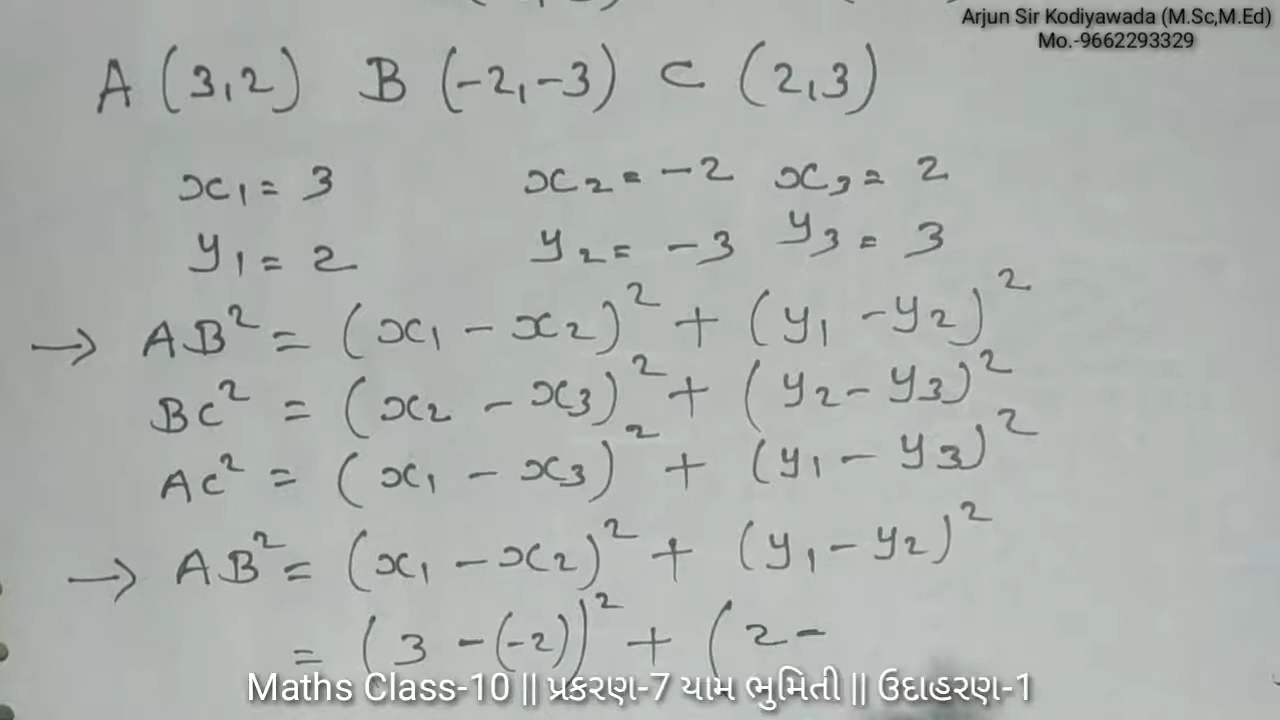 Arjun Sir Kodiyawada (M.Sc,M.Ed)
Mo.-9662293329
A (3,2) B (-2,-3) C (2,3)
x₁ = 3 x₂ = -2 x₃ = 2
y₁ = 2 y₂ = -3 y₃ = 3
→ AB² = (x₁ - x₂)² + (y₁ - y₂)²
BC² = (x₂ - x₃)² + (y₂ - y₃)²
AC² = (x₁ - x₃)² + (y₁ - y₃)²
→ AB² = (x₁ - x₂)² + (y₁ - y₂)²
= (3 - (-2))² + (2 -
Maths Class-10 || પ્રકરણ-7 યામ ભુમિતી || ઉદાહરણ-1